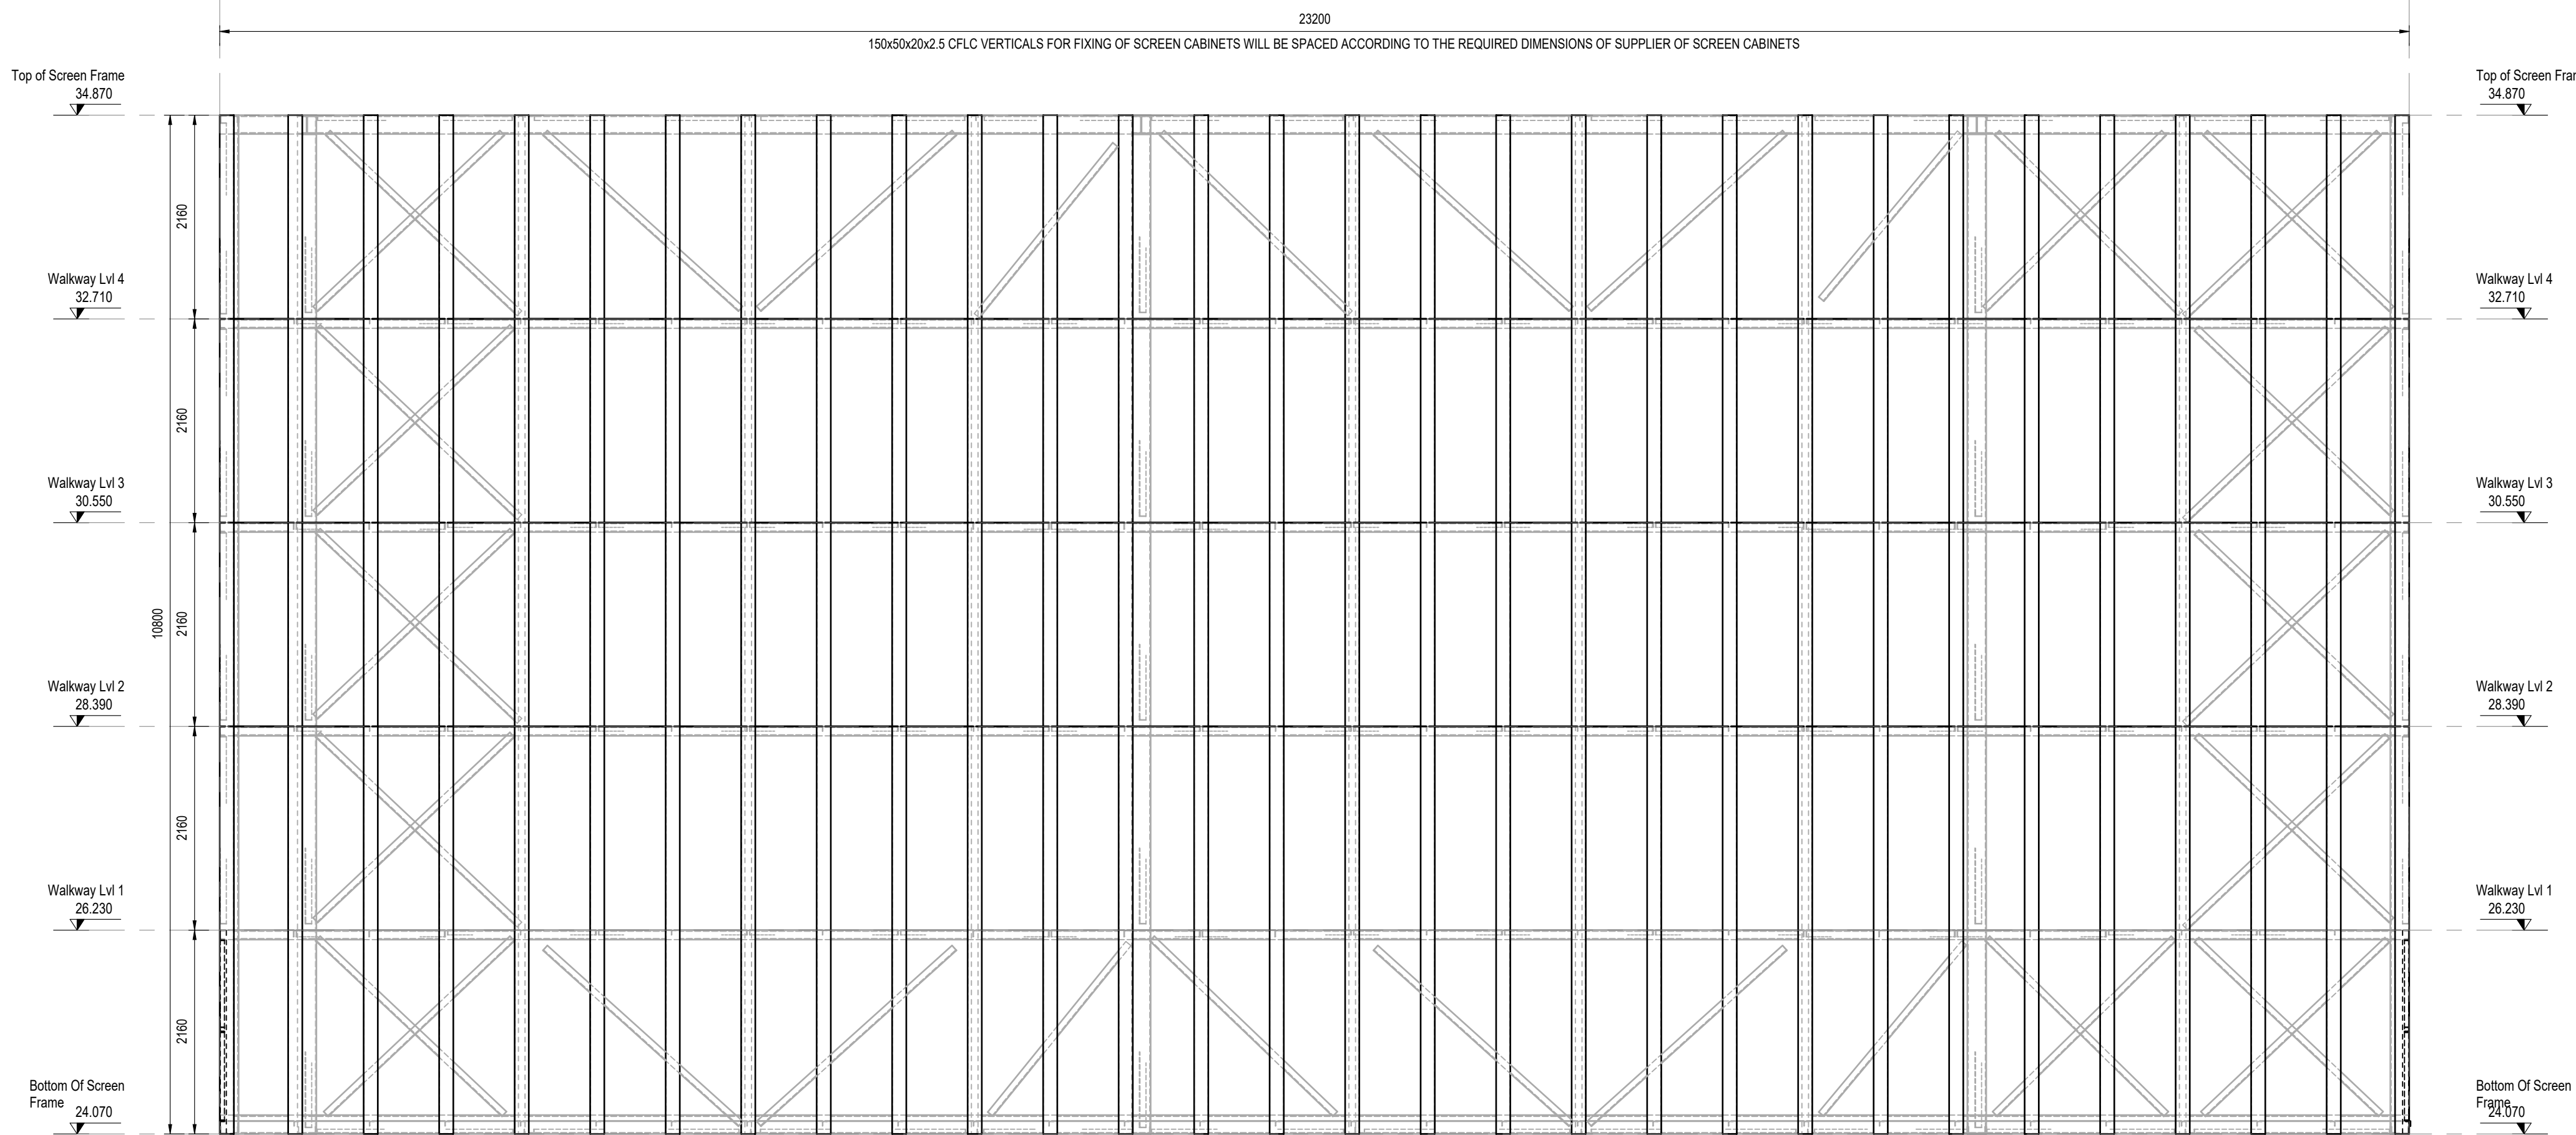 23200
150x50x20x2.5 CFLC VERTICALS FOR FIXING OF SCREEN CABINETS WILL BE SPACED ACCORDING TO THE REQUIRED DIMENSIONS OF SUPPLIER OF SCREEN CABINETS
Top of Screen Frame
34.870
Top of Screen Fra
34.870
2160
Walkway Lvl 4
32.710
Walkway Lvl 4
32.710
2160
Walkway Lvl 3
30.550
Walkway Lvl 3
30.550
10800
2160
Walkway Lvl 2
28.390
Walkway Lvl 2
28.390
2160
Walkway Lvl 1
26.230
Walkway Lvl 1
26.230
2160
Bottom Of Screen
Frame
24.070
Bottom Of Screen
Frame
24.070